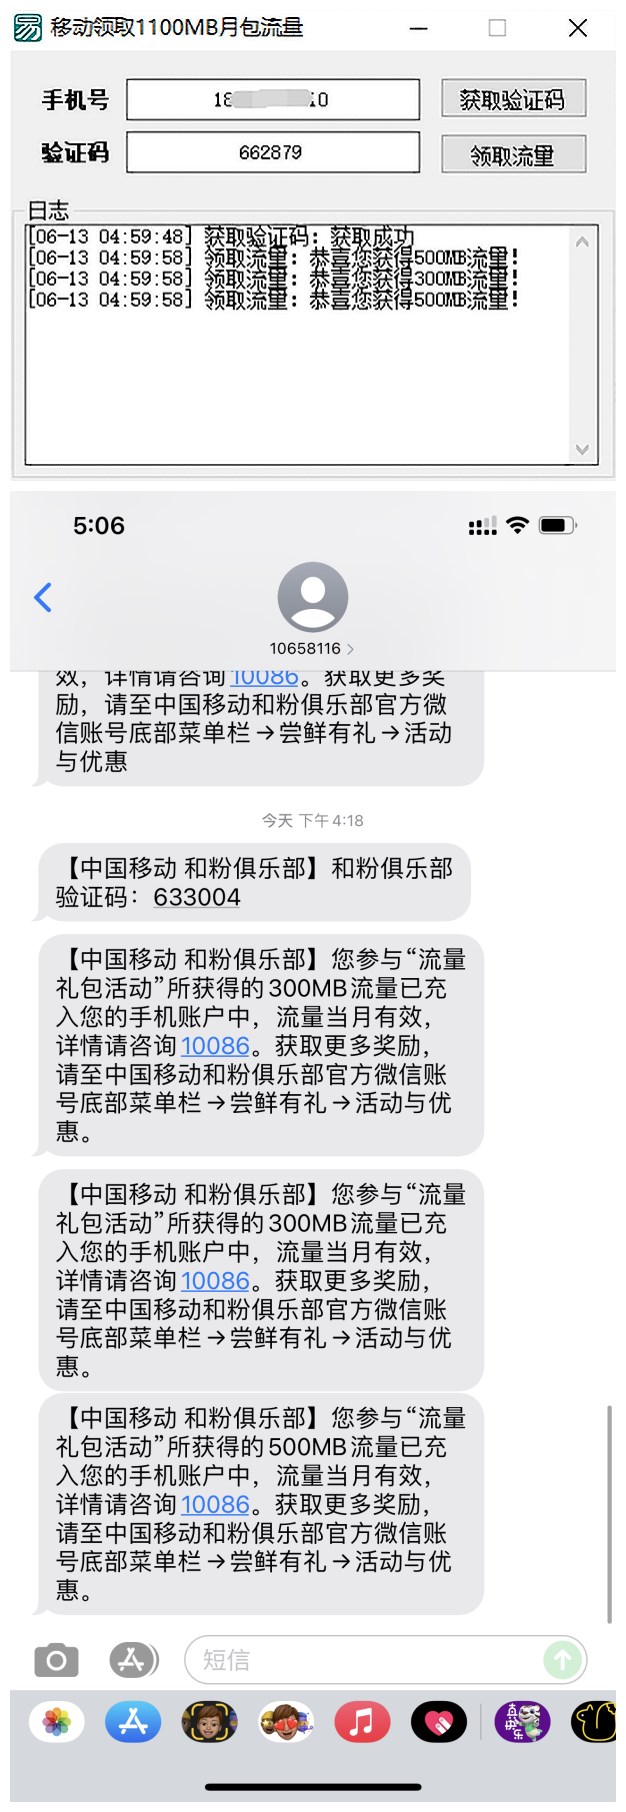 易 移动领取1100MB月包流量
手机号 18 10 获取验证码
验证码 662879 领取流量
日志
[06-13 04:59:48] 获取验证码：获取成功
[06-13 04:59:58] 领取流量：恭喜您获得500MB流量！
[06-13 04:59:58] 领取流量：恭喜您获得300MB流量！
[06-13 04:59:58] 领取流量：恭喜您获得500MB流量！
5:06
10658116 >
效，详情请咨询10086。获取更多奖
励，请至中国移动和粉俱乐部官方微
信账号底部菜单栏→尝鲜有礼→活动
与优惠
今天 下午4:18
【中国移动 和粉俱乐部】和粉俱乐部
验证码：633004
【中国移动 和粉俱乐部】您参与“流量
礼包活动”所获得的300MB流量已充
入您的手机账户中，流量当月有效，
详情请咨询10086。获取更多奖励，
请至中国移动和粉俱乐部官方微信账
号底部菜单栏→尝鲜有礼→活动与优
惠。
【中国移动 和粉俱乐部】您参与“流量
礼包活动”所获得的300MB流量已充
入您的手机账户中，流量当月有效，
详情请咨询10086。获取更多奖励，
请至中国移动和粉俱乐部官方微信账
号底部菜单栏→尝鲜有礼→活动与优
惠。
【中国移动 和粉俱乐部】您参与“流量
礼包活动”所获得的500MB流量已充
入您的手机账户中，流量当月有效，
详情请咨询10086。获取更多奖励，
请至中国移动和粉俱乐部官方微信账
号底部菜单栏→尝鲜有礼→活动与优
惠。
短信